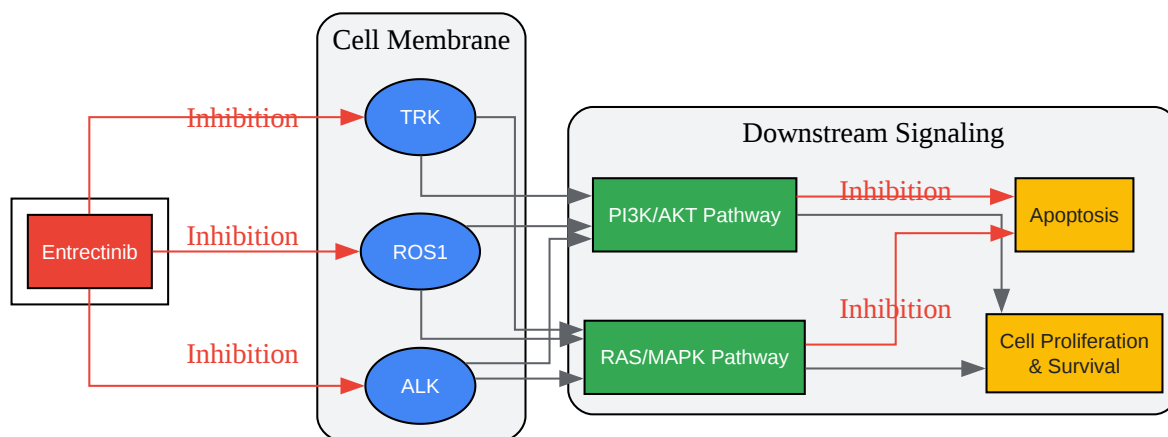 Cell Membrane
Inhibition
TRK
Downstream Signaling
PI3K/AKT Pathway
Inhibition
Apoptosis
Entrectinib
Inhibition
ROS1
Inhibition
RAS/MAPK Pathway
Cell Proliferation
& Survival
Inhibition
ALK